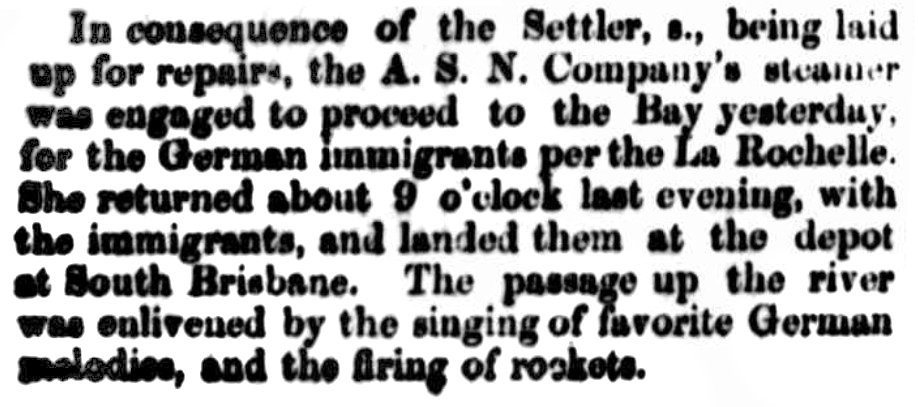 In consequence of the Settler, s., being laid
up for repairs, the A. S. N. Company's steamer
was engaged to proceed to the Bay yesterday,
for the German immigrants per the La Rochelle.
She returned about 9 o'clock last evening, with
the immigrants, and landed them at the depot
at South Brisbane. The passage up the river
was enlivened by the singing of favorite German
melodies, and the firing of rockets.